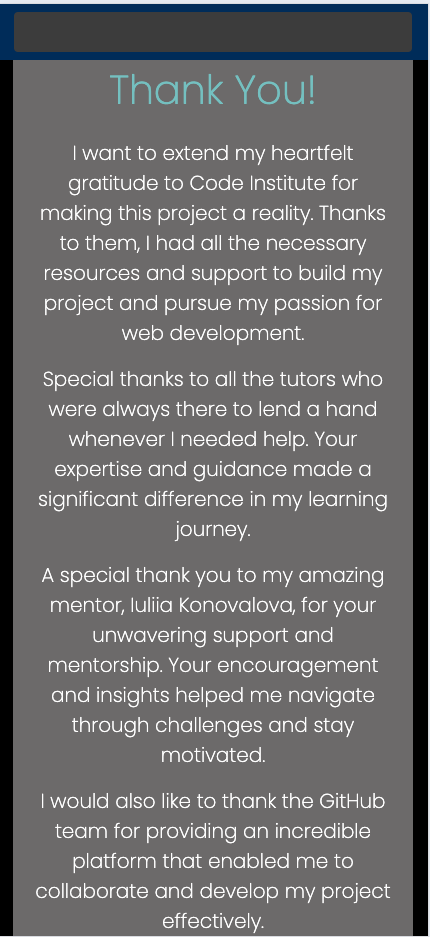 Thank You!
I want to extend my heartfelt
gratitude to Code Institute for
making this project a reality. Thanks
to them, I had all the necessary
resources and support to build my
project and pursue my passion for
web development.
Special thanks to all the tutors who
were always there to lend a hand
whenever I needed help. Your
expertise and guidance made a
significant difference in my learning
journey.
A special thank you to my amazing
mentor, Iuliia Konovalova, for your
unwavering support and
mentorship. Your encouragement
and insights helped me navigate
through challenges and stay
motivated.
I would also like to thank the GitHub
team for providing an incredible
platform that enabled me to
collaborate and develop my project
effectively.